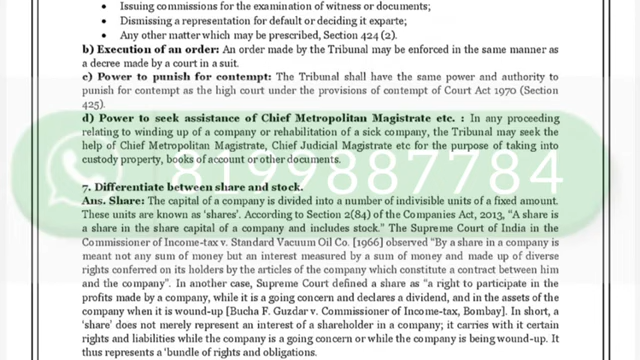 • Issuing commissions for the examination of witness or documents;
• Dismissing a representation for default or deciding it exparte;
• Any other matter which may be prescribed, Section 424 (2).
b) Execution of an order: An order made by the Tribunal may be enforced in the same manner as
a decree made by a court in a suit.
c) Power to punish for contempt: The Tribunal shall have the same power and authority to
punish for contempt as the high court under the provisions of contempt of Court Act 1970 (Section
425).
d) Power to seek assistance of Chief Metropolitan Magistrate etc. : In any proceeding
relating to winding up of a company or rehabilitation of a sick company, the Tribunal may seek the
help of Chief Metropolitan Magistrate, Chief Judicial Magistrate etc for the purpose of taking into
custody property, books of account or other documents.
8199887784
7. Differentiate between share and stock.
Ans. Share: The capital of a company is divided into a number of indivisible units of a fixed amount.
These units are known as ‘shares’. According to Section 2(84) of the Companies Act, 2013, “A share is
a share in the share capital of a company and includes stock.” The Supreme Court of India in the
Commissioner of Income-tax v. Standard Vacuum Oil Co. [1966] observed “By a share in a company is
meant not any sum of money but an interest measured by a sum of money and made up of diverse
rights conferred on its holders by the articles of the company which constitute a contract between him
and the company”. In another case, Supreme Court defined a share as “a right to participate in the
profits made by a company, while it is a going concern and declares a dividend, and in the assets of the
company when it is wound-up [Bucha F. Guzdar v. Commissioner of Income-tax, Bombay]. In short, a
‘share’ does not merely represent an interest of a shareholder in a company; it carries with it certain
rights and liabilities while the company is a going concern or while the company is being wound-up. It
thus represents a ‘bundle of rights and obligations.